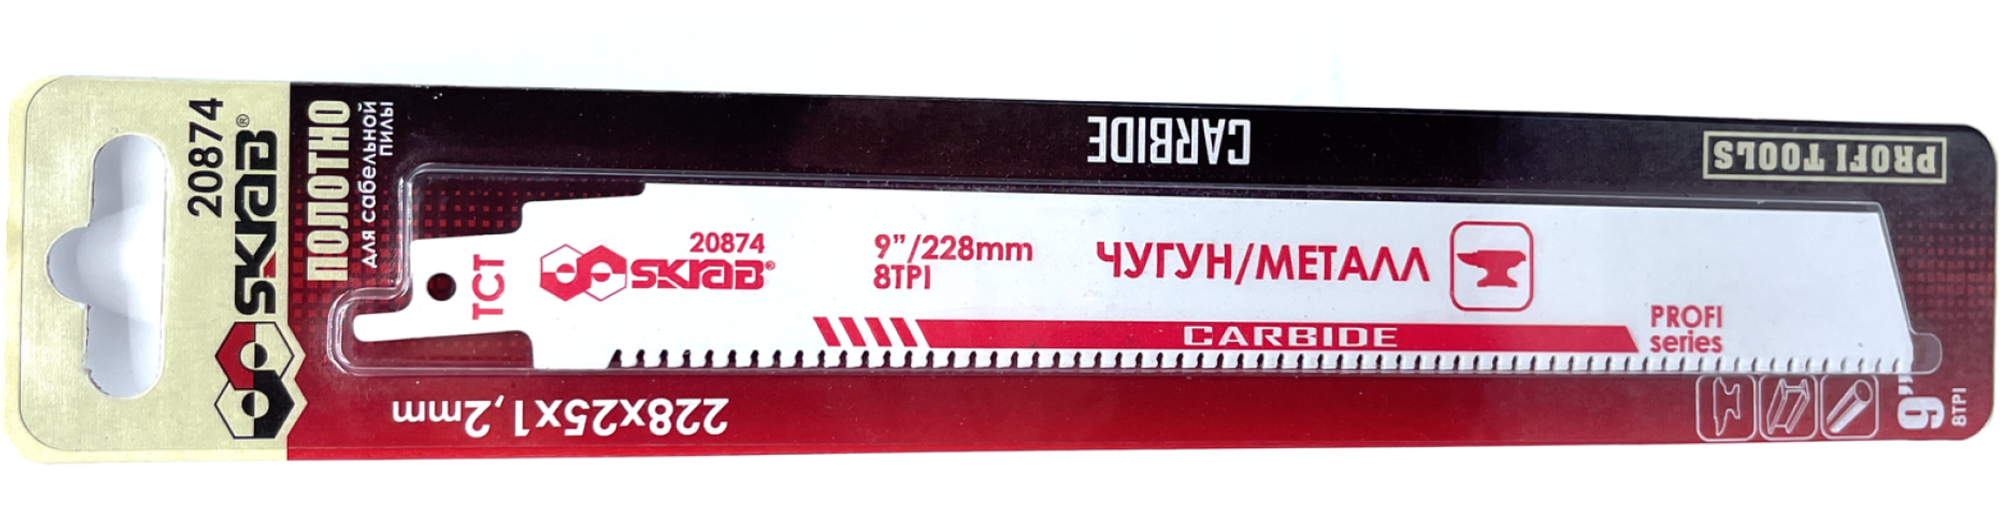 20874
SKRAB®
ПОЛОТНО
для сабельной
пилы
CARBIDE
PROFI TOOLS
TCT
20874
SKRAB®
9”/228mm
8TPI
ЧУГУН/МЕТАЛЛ
CARBIDE
PROFI
series
228x25x1,2mm
9”
8TPI